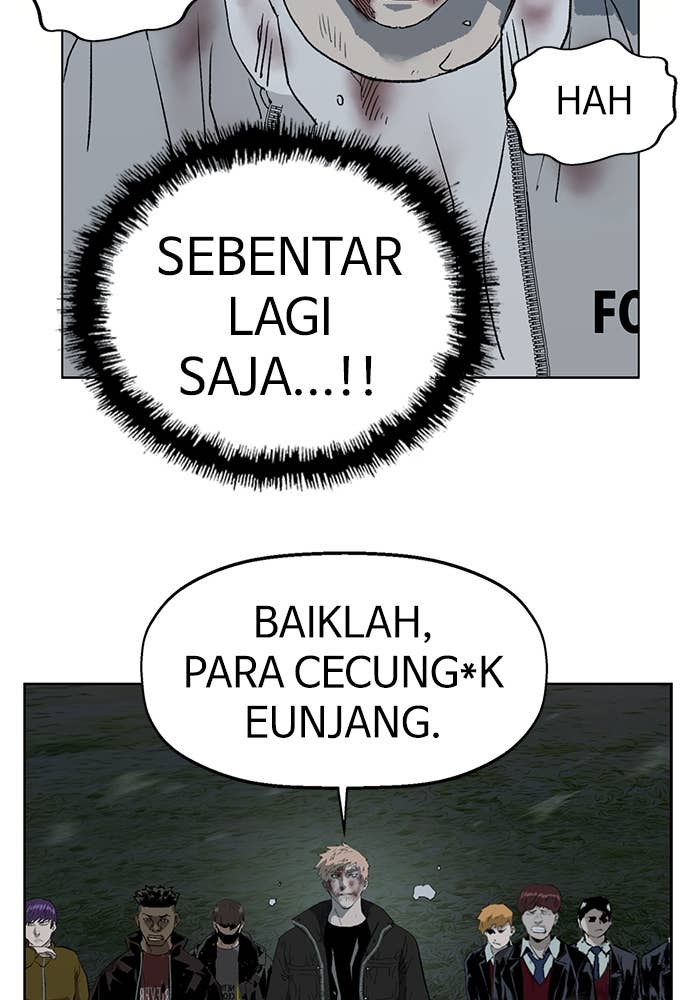 HAH
SEBENTAR
LAGI
SAJA...!!
BAIKLAH,
PARA CECUNG*K
EUNJANG.